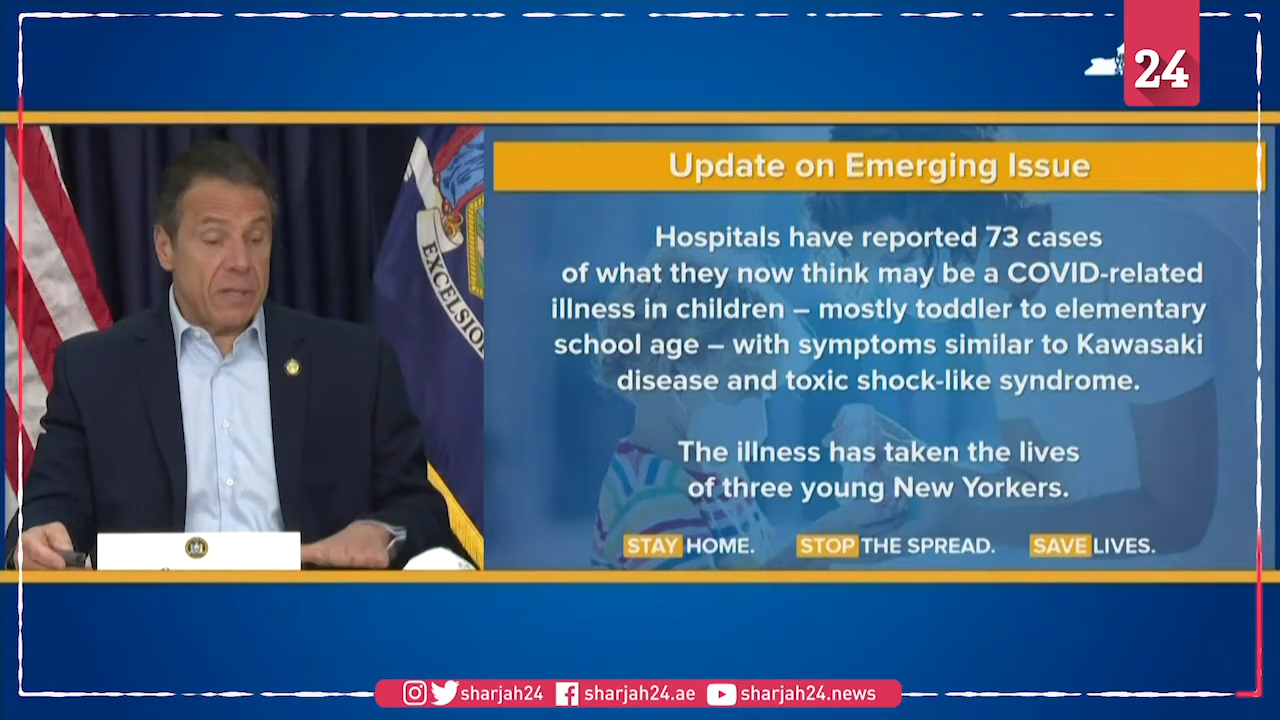 24
Update on Emerging Issue
Hospitals have reported 73 cases
of what they now think may be a COVID-related
illness in children – mostly toddler to elementary
school age – with symptoms similar to Kawasaki
disease and toxic shock-like syndrome.
The illness has taken the lives
of three young New Yorkers.
STAY HOME. STOP THE SPREAD. SAVE LIVES.
EXCELSIOR
sharjah24 sharjah24.ae sharjah24.news